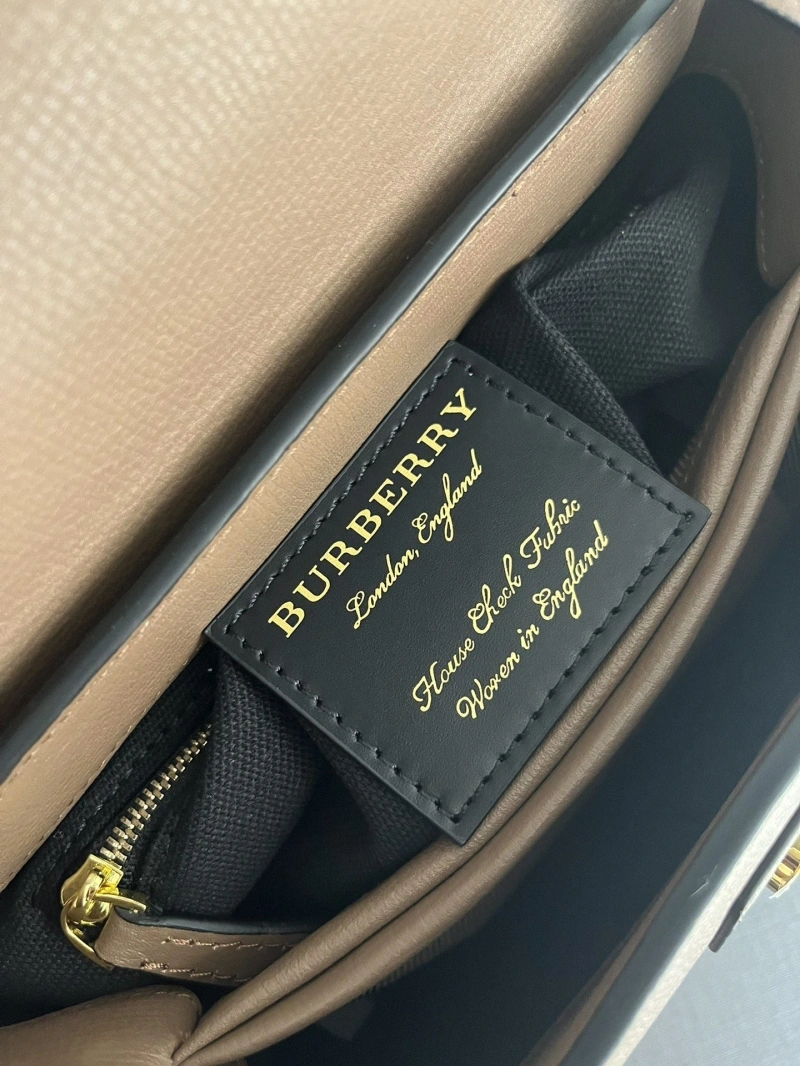 BURBERRY
London, England
House Check Fabric
Woven in England